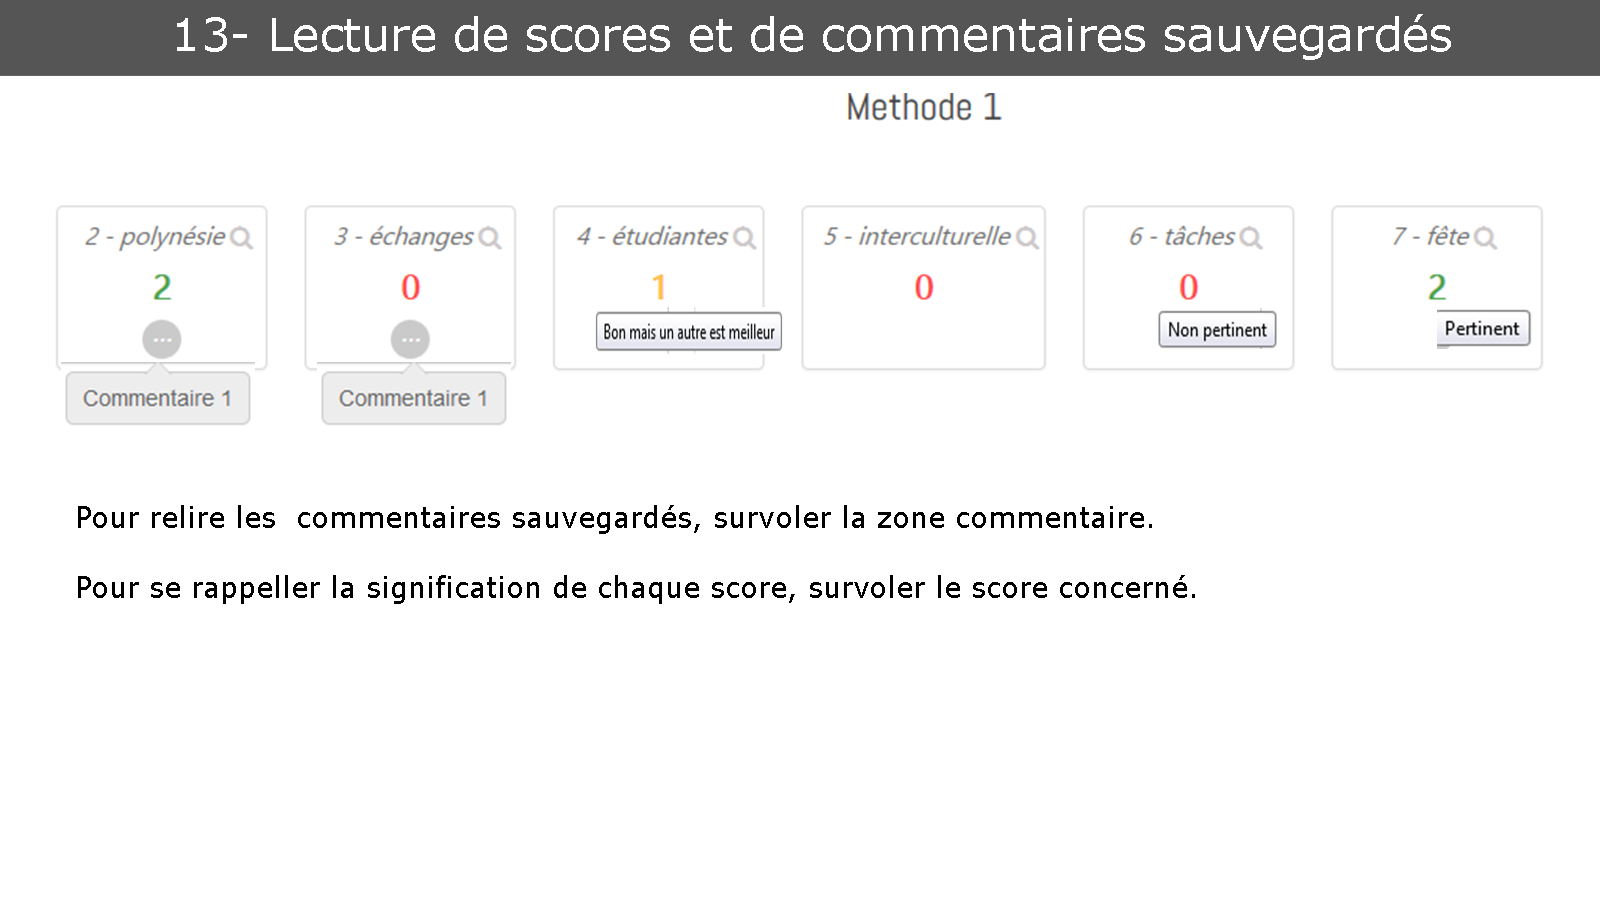 13- Lecture de scores et de commentaires sauvegardés
Methode 1
2 - polynésie
3 - échanges
4 - étudiantes
5 - interculturelle
6 - tâches
7 - fête
2
0
1
0
0
2
...
...
Bon mais un autre est meilleur
Non pertinent
Pertinent
Commentaire 1
Commentaire 1
Pour relire les  commentaires sauvegardés, survoler la zone commentaire.
Pour se rappeller la signification de chaque score, survoler le score concerné.